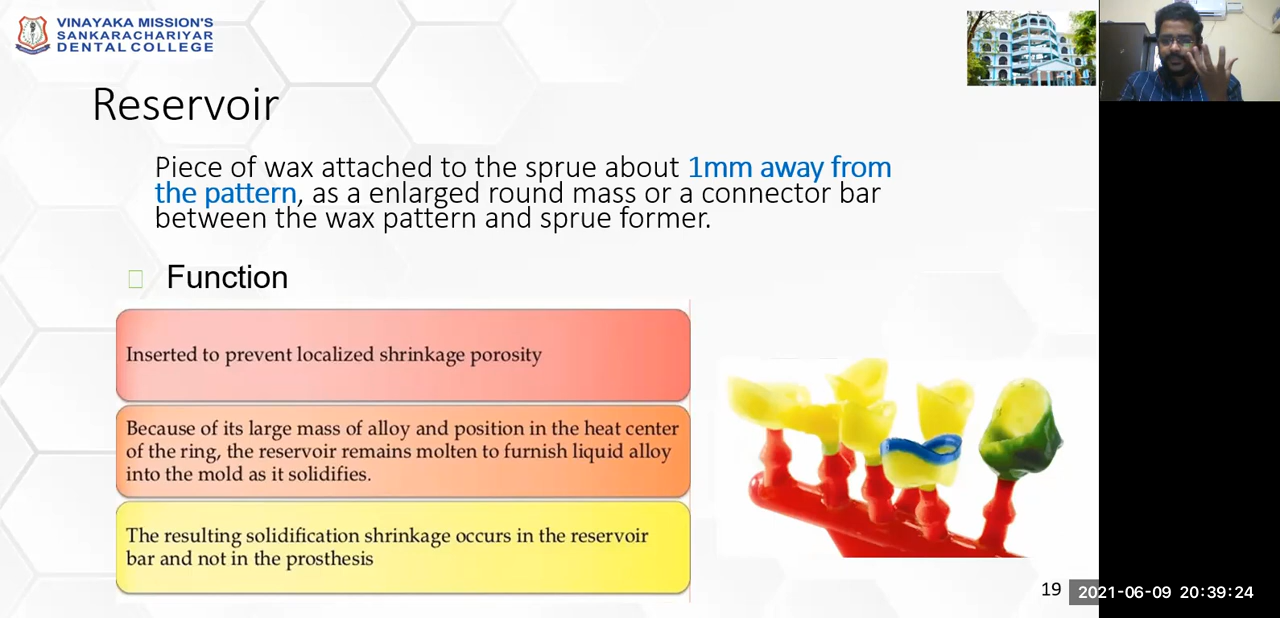 VINAYAKA MISSION'S
SANKARACHARIYAR
DENTAL COLLEGE
Reservoir
Piece of wax attached to the sprue about 1mm away from
the pattern, as a enlarged round mass or a connector bar
between the wax pattern and sprue former.
Function
Inserted to prevent localized shrinkage porosity
Because of its large mass of alloy and position in the heat center
of the ring, the reservoir remains molten to furnish liquid alloy
into the mold as it solidifies.
The resulting solidification shrinkage occurs in the reservoir
bar and not in the prosthesis
19
2021-06-09 20:39:24